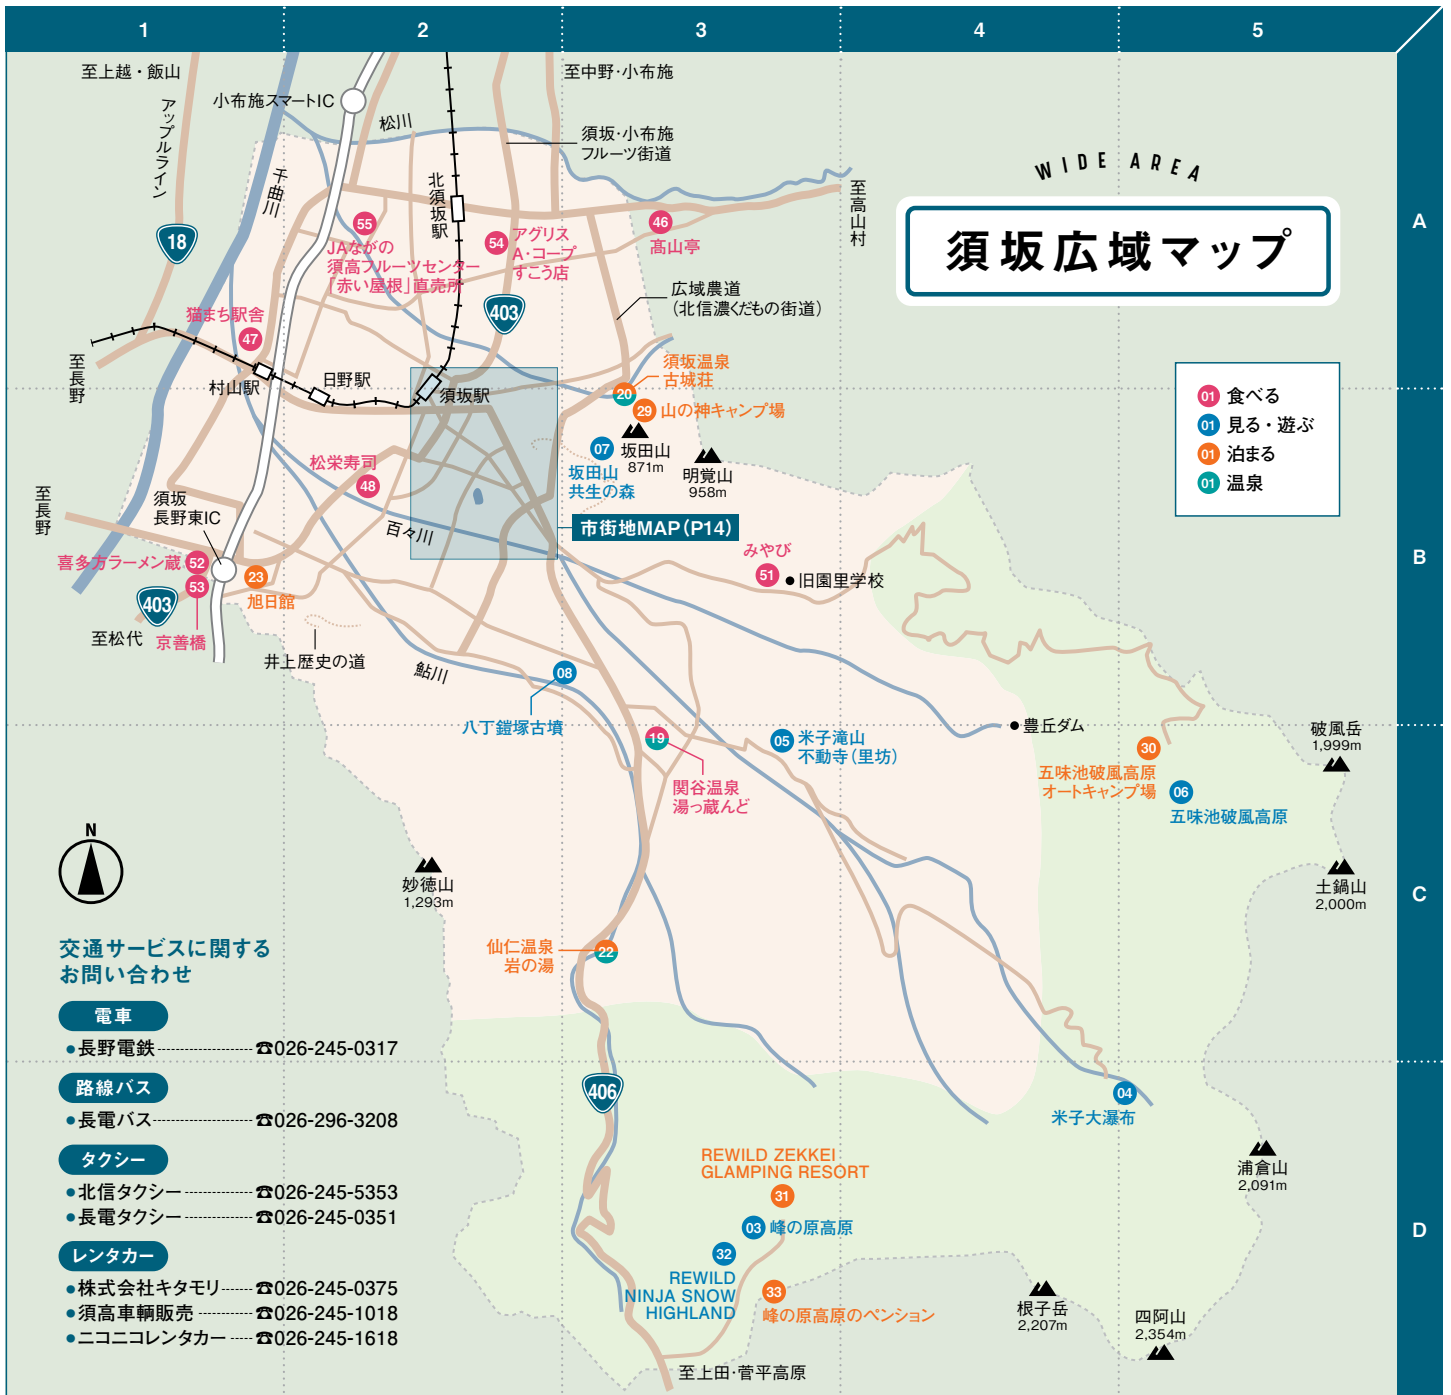 1
2
3
4
5
A
B
C
D
WIDE AREA
須坂広域マップ
至上越・飯山
アップルライン
小布施スマートIC
松川
千曲川
北須坂駅
至中野・小布施
須坂・小布施
フルーツ街道
至高山村
18
55
JAながの
須高フルーツセンター
「赤い屋根」直売所
54
アグリス
A・コープ
すこう店
46
髙山亭
403
広域農道
(北信濃くだもの街道)
猫まち駅舎
47
至長野
村山駅
日野駅
須坂駅
須坂温泉
古城荘
20
29
山の神キャンプ場
07
坂田山
共生の森
坂田山
871m
明覚山
958m
01 食べる
01 見る・遊ぶ
01 泊まる
01 温泉
松栄寿司
48
至長野
須坂
長野東IC
百々川
市街地MAP(P14)
喜多方ラーメン蔵
52
53
23
旭日館
403
至松代
京善橋
井上歴史の道
鮎川
みやび
51
旧園里学校
08
八丁鎧塚古墳
19
関谷温泉
湯っ蔵んど
05
米子滝山
不動寺(里坊)
豊丘ダム
30
五味池破風高原
オートキャンプ場
06
五味池破風高原
破風岳
1,999m
土鍋山
2,000m
N
妙徳山
1,293m
仙仁温泉
岩の湯
22
交通サービスに関する
お問い合わせ
電車
●長野電鉄--------------------☎026-245-0317
路線バス
●長電バス--------------------☎026-296-3208
タクシー
●北信タクシー--------------☎026-245-5353
●長電タクシー--------------☎026-245-0351
レンタカー
●株式会社キタモリ------☎026-245-0375
●須高車輌販売-----------☎026-245-1018
●ニコニコレンタカー-----☎026-245-1618
406
04
米子大瀑布
浦倉山
2,091m
REWILD ZEKKEI
GLAMPING RESORT
31
03
峰の原高原
32
REWILD
NINJA SNOW
HIGHLAND
33
峰の原高原のペンション
根子岳
2,207m
四阿山
2,354m
至上田・菅平高原